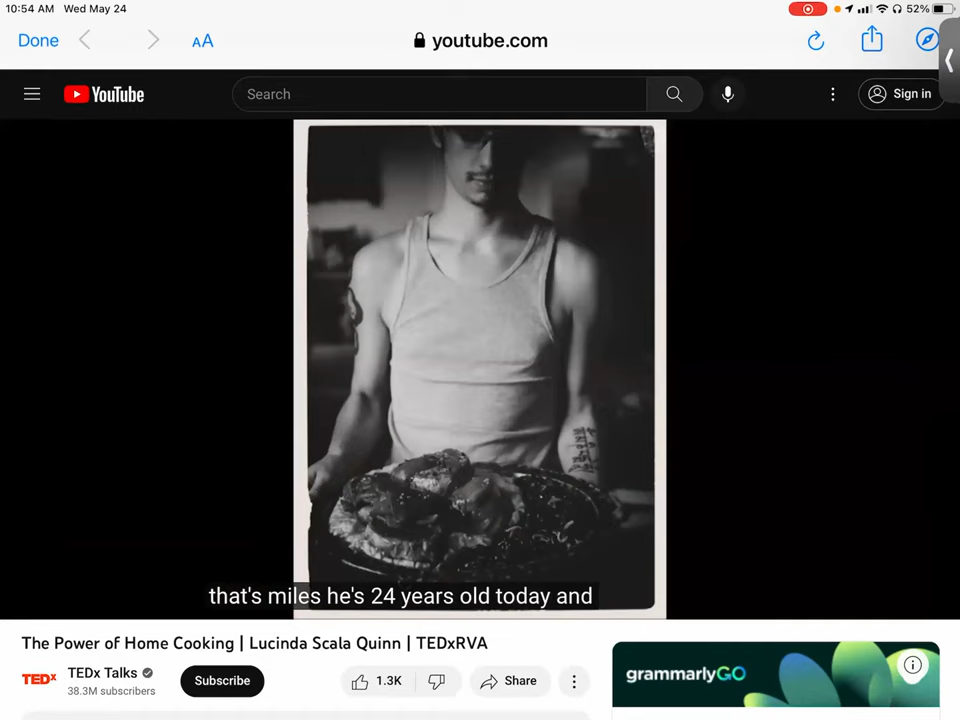 10:54 AM Wed May 24
52%
Done
AA
youtube.com
YouTube
Search
Sign in
that's miles he's 24 years old today and
The Power of Home Cooking | Lucinda Scala Quinn | TEDxRVA
TEDx
TEDx Talks
38.3M subscribers
Subscribe
1.3K
Share
grammarlyGO